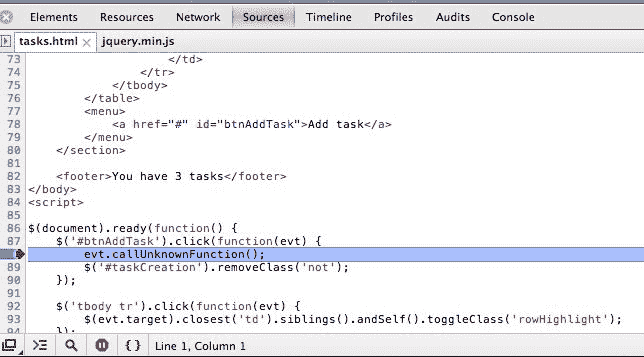 Elements Resources Network Sources Timeline Profiles Audits Console
tasks.html × jquery.min.js
73 </td>
74 </tr>
75 </tbody>
76 </table>
77 <menu>
78 <a href="#" id="btnAddTask">Add task</a>
79 </menu>
80 </section>
81
82 <footer>You have 3 tasks</footer>
83 </body>
84 <script>
85
86 $(document).ready(function() {
87 $('#btnAddTask').click(function(evt) {
evt.callUnknownFunction();
89 $('#taskCreation').removeClass('not');
90 });
91
92 $('tbody tr').click(function(evt) {
93 $(evt.target).closest('td').siblings().andSelf().toggleClass('rowHighlight');
94 });
{ } Line 1, Column 1